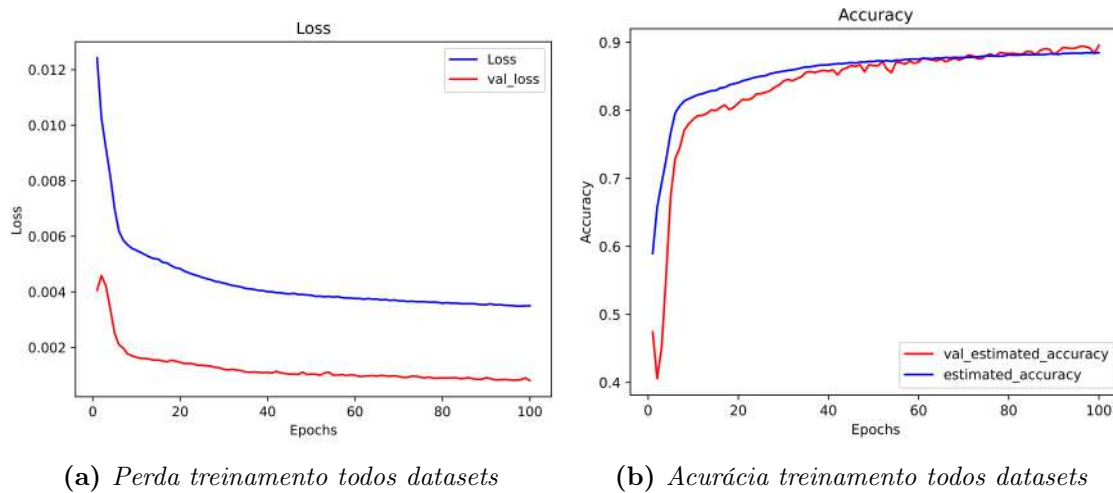 Loss
Loss
val_loss
0.012
0.010
0.008
0.006
0.004
0.002
Loss
0 20 40 60 80 100
Epochs
(a) Perda treinamento todos datasets
Accuracy
0.9
0.8
0.7
0.6
0.5
0.4
Accuracy
val_estimated_accuracy
estimated_accuracy
0 20 40 60 80 100
Epochs
(b) Acurácia treinamento todos datasets